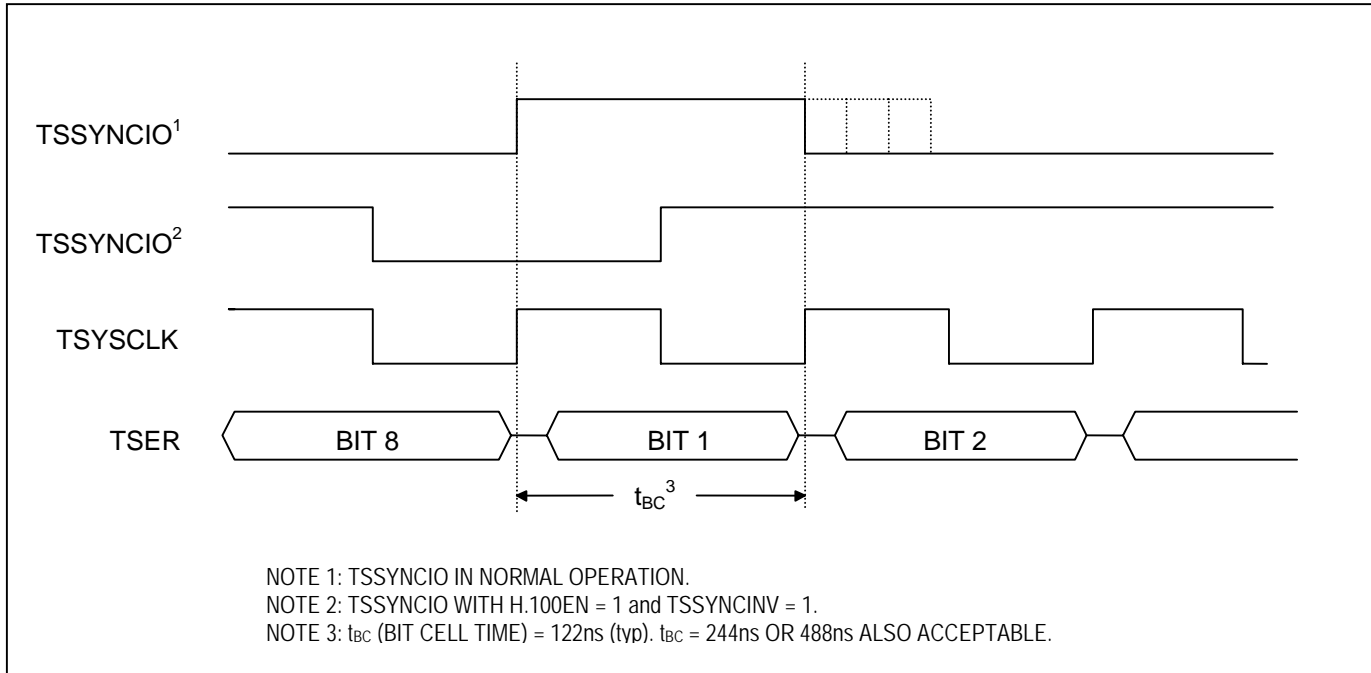 TSSYNCIO¹
TSSYNCIO²
TSYSCLK
TSER
BIT 8
BIT 1
BIT 2
tBC³
NOTE 1: TSSYNCIO IN NORMAL OPERATION.
NOTE 2: TSSYNCIO WITH H.100EN = 1 and TSSYNCINV = 1.
NOTE 3: tBC (BIT CELL TIME) = 122ns (typ). tBC = 244ns OR 488ns ALSO ACCEPTABLE.